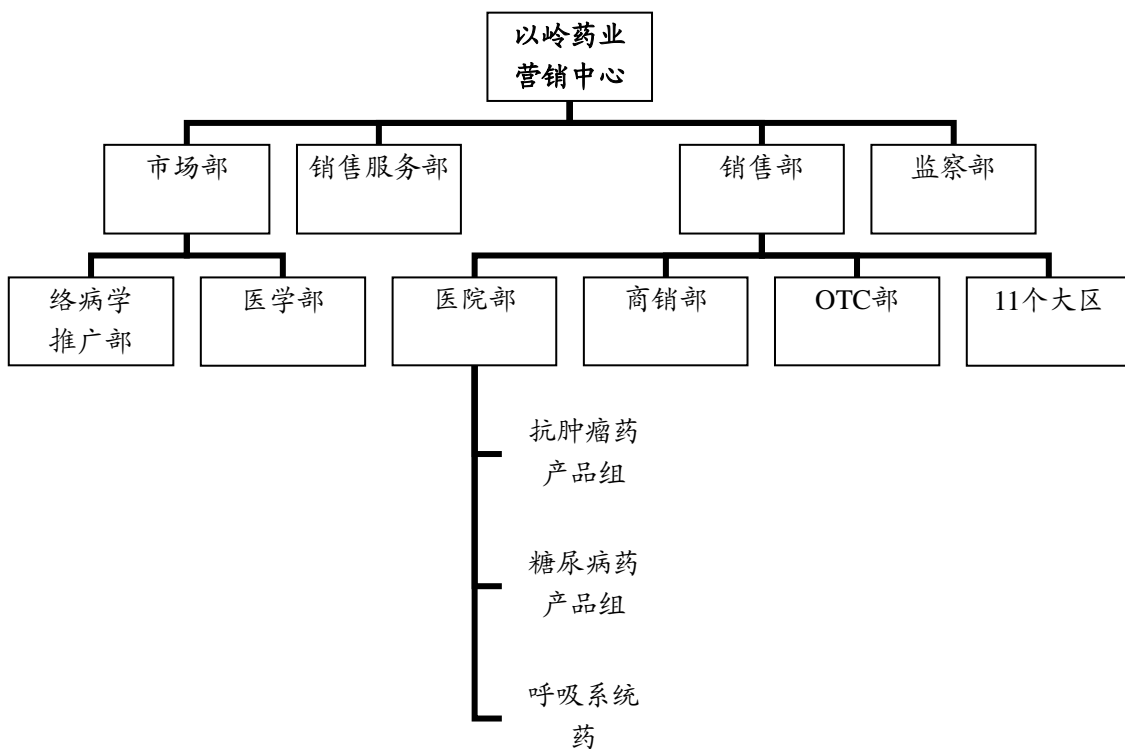 以岭药业
营销中心
市场部
销售服务部
销售部
监察部
络病学
推广部
医学部
医院部
商销部
OTC部
11个大区
抗肿瘤药
产品组
糖尿病药
产品组
呼吸系统
药